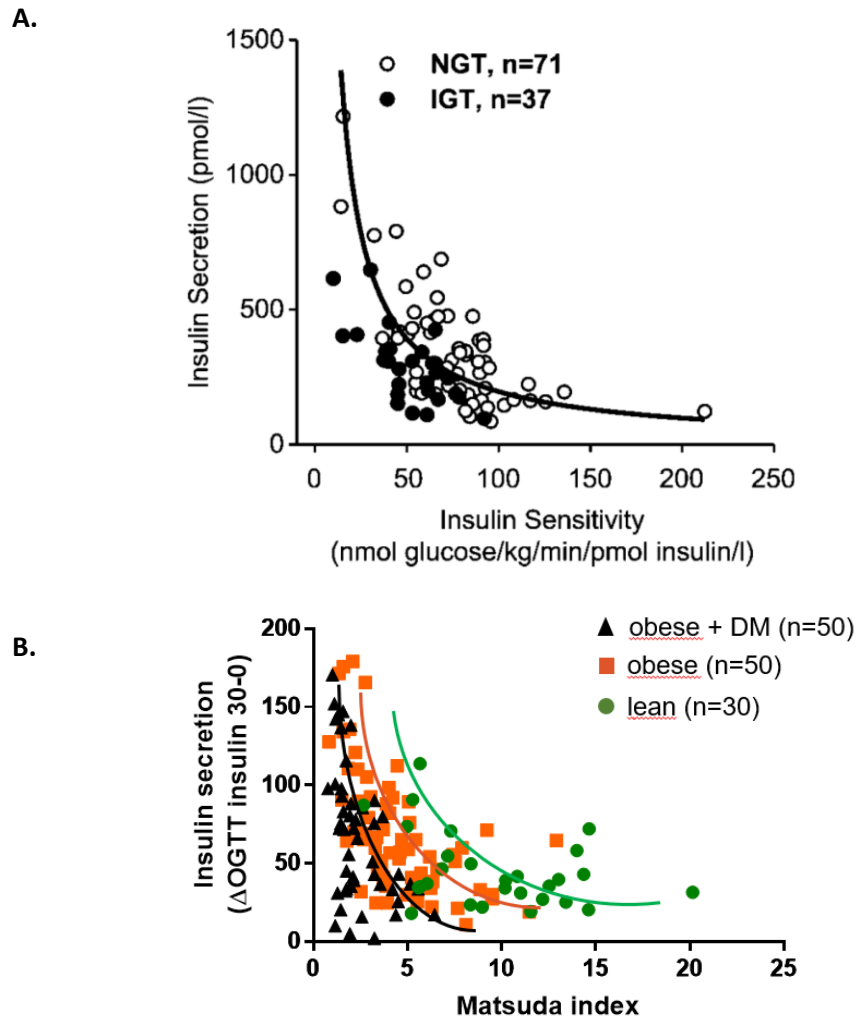 A.
1500
1000
500
0
Insulin Secretion (pmol/l)
NGT, n=71
IGT, n=37
0 50 100 150 200 250
Insulin Sensitivity
(nmol glucose/kg/min/pmol insulin/l)
B.
200
150
100
50
0
Insulin secretion
(ΔOGTT insulin 30-0)
obese + DM (n=50)
obese (n=50)
lean (n=30)
0 5 10 15 20 25
Matsuda index